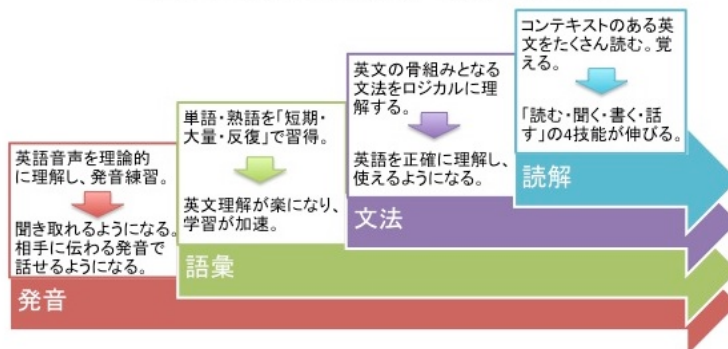 英語音声を理論的
に理解し、発音練習。
聞き取れるようになる。
相手に伝わる発音で
話せるようになる。
発音
単語・熟語を「短期・
大量・反復」で習得。
英文理解が楽になり、
学習が加速。
語彙
英文の骨組みとなる
文法をロジカルに理
解する。
英語を正確に理解し、
使えるようになる。
文法
コンテキストのある英
文をたくさん読む。覚
える。
「読む・聞く・書く・話
す」の4技能が伸びる。
読解